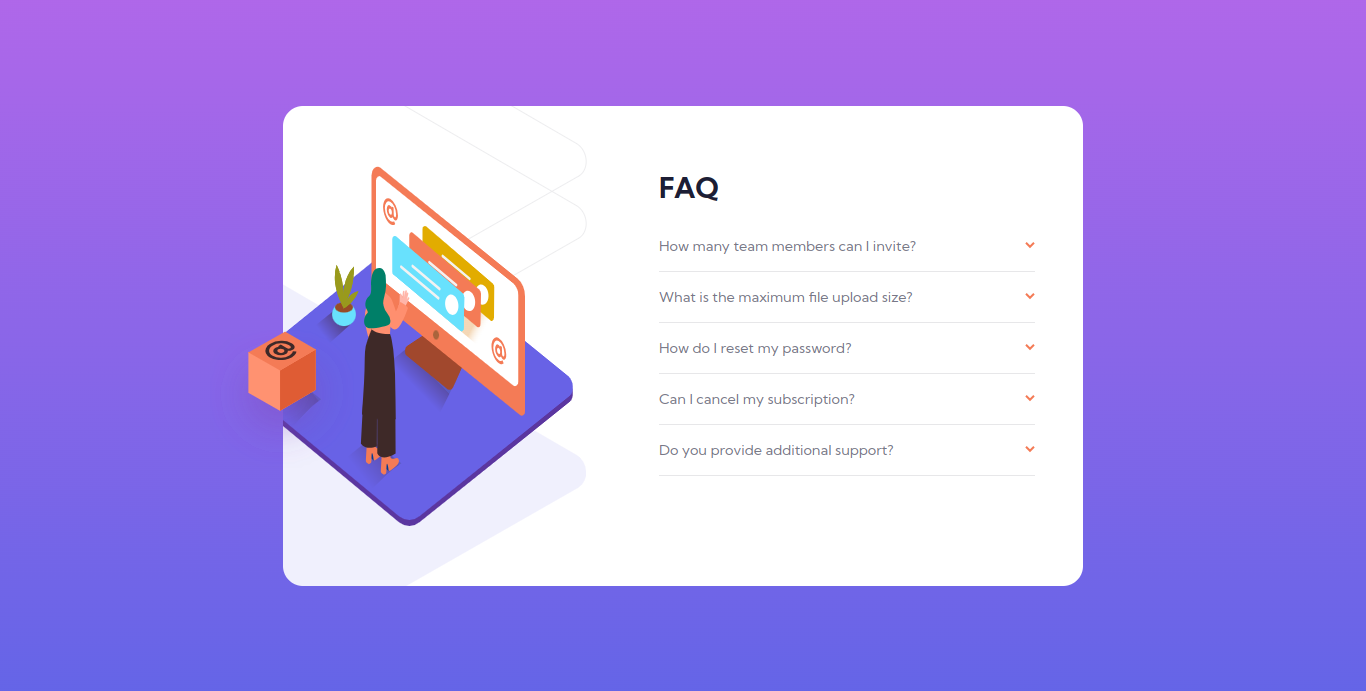 FAQ
How many team members can I invite?
What is the maximum file upload size?
How do I reset my password?
Can I cancel my subscription?
Do you provide additional support?
@
@
@